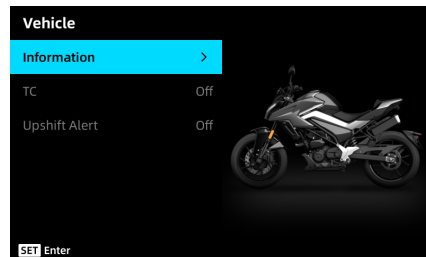 Vehicle
Information >
TC Off
Upshift Alert Off
SET Enter